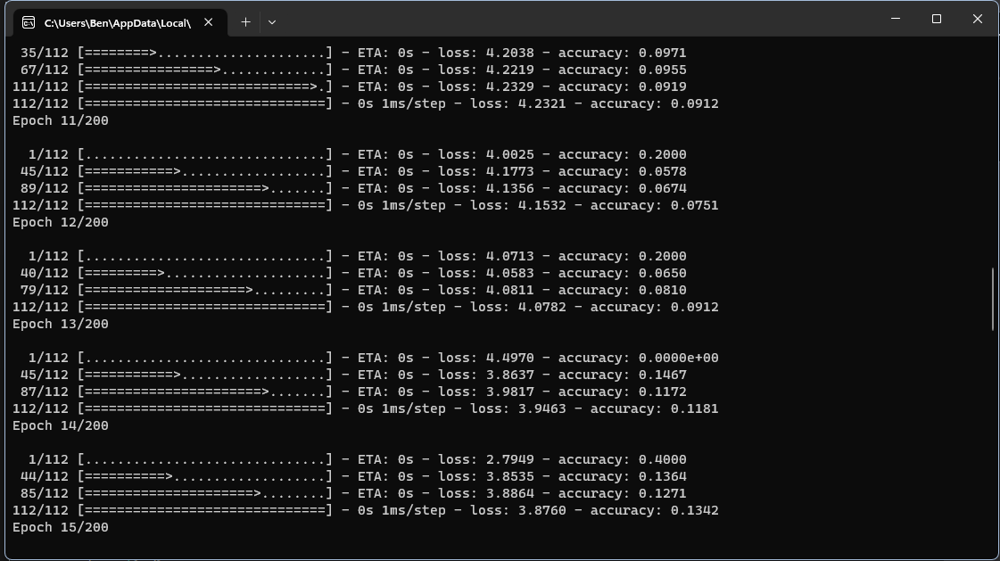 C:\Users\Ben\AppData\Local\
35/112 [========>.....................] - ETA: 0s - loss: 4.2038 - accuracy: 0.0971
67/112 [================>.............] - ETA: 0s - loss: 4.2219 - accuracy: 0.0955
111/112 [============================>.] - ETA: 0s - loss: 4.2329 - accuracy: 0.0919
112/112 [==============================] - 0s 1ms/step - loss: 4.2321 - accuracy: 0.0912
Epoch 11/200
1/112 [..............................] - ETA: 0s - loss: 4.0025 - accuracy: 0.2000
45/112 [===========>..................] - ETA: 0s - loss: 4.1773 - accuracy: 0.0578
89/112 [======================>.......] - ETA: 0s - loss: 4.1356 - accuracy: 0.0674
112/112 [==============================] - 0s 1ms/step - loss: 4.1532 - accuracy: 0.0751
Epoch 12/200
1/112 [..............................] - ETA: 0s - loss: 4.0713 - accuracy: 0.2000
40/112 [=========>....................] - ETA: 0s - loss: 4.0583 - accuracy: 0.0650
79/112 [====================>.........] - ETA: 0s - loss: 4.0811 - accuracy: 0.0810
112/112 [==============================] - 0s 1ms/step - loss: 4.0782 - accuracy: 0.0912
Epoch 13/200
1/112 [..............................] - ETA: 0s - loss: 4.4970 - accuracy: 0.0000e+00
45/112 [===========>..................] - ETA: 0s - loss: 3.8637 - accuracy: 0.1467
87/112 [======================>.......] - ETA: 0s - loss: 3.9817 - accuracy: 0.1172
112/112 [==============================] - 0s 1ms/step - loss: 3.9463 - accuracy: 0.1181
Epoch 14/200
1/112 [..............................] - ETA: 0s - loss: 2.7949 - accuracy: 0.4000
44/112 [==========>...................] - ETA: 0s - loss: 3.8535 - accuracy: 0.1364
85/112 [=====================>........] - ETA: 0s - loss: 3.8864 - accuracy: 0.1271
112/112 [==============================] - 0s 1ms/step - loss: 3.8760 - accuracy: 0.1342
Epoch 15/200